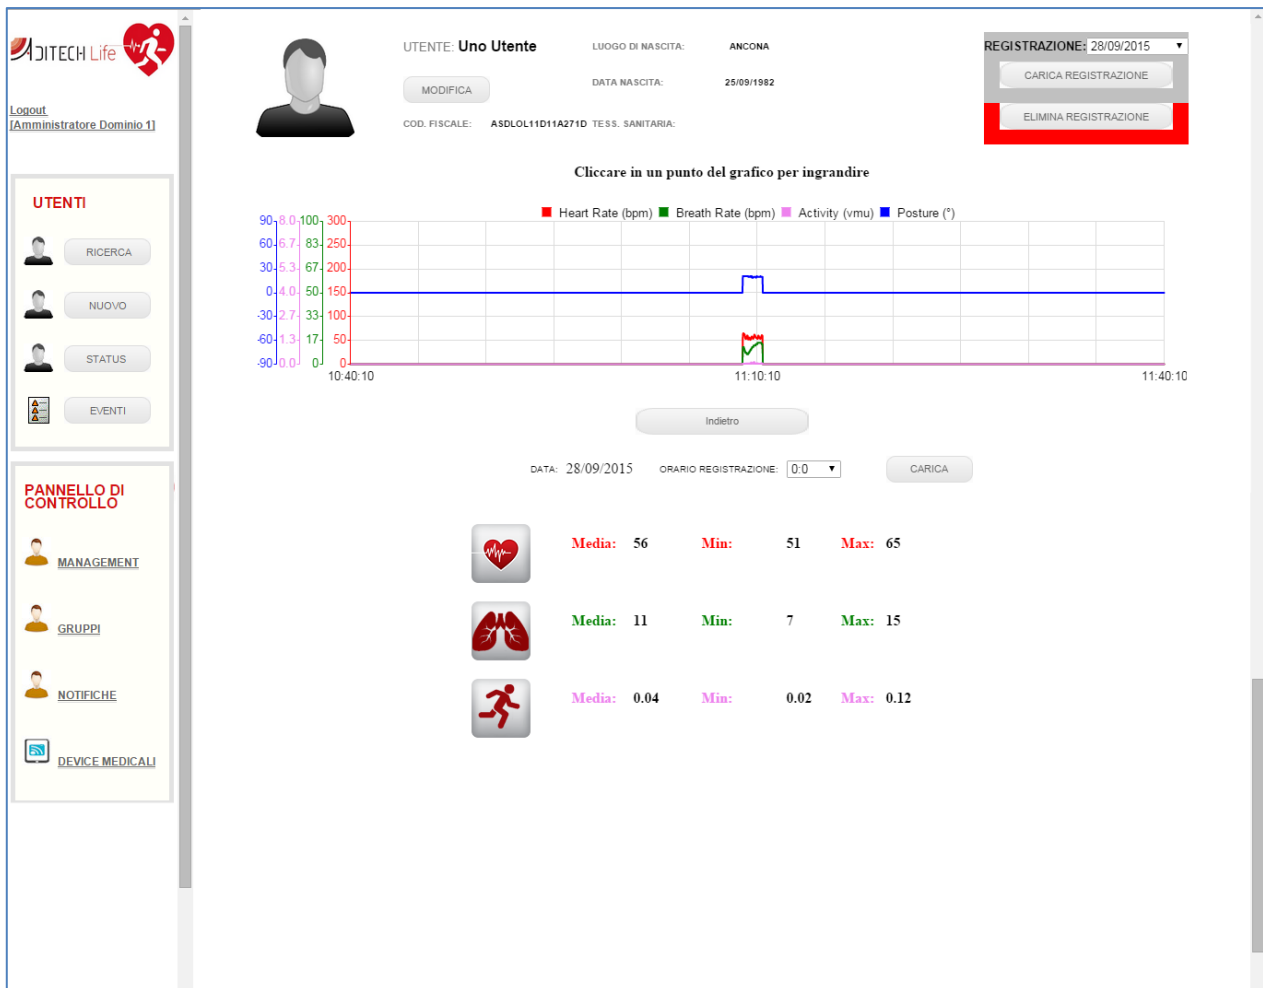 ADITECH Life
Logout
[Amministratore Dominio 1]
UTENTI
RICERCA
NUOVO
STATUS
EVENTI
PANNELLO DI
CONTROLLO
MANAGEMENT
GRUPPI
NOTIFICHE
DEVICE MEDICALI
UTENTE: Uno Utente
LUOGO DI NASCITA: ANCONA
MODIFICA
DATA NASCITA: 25/09/1982
COD. FISCALE: ASDLOL11D11A271D TESS. SANITARIA:
REGISTRAZIONE: 28/09/2015
CARICA REGISTRAZIONE
ELIMINA REGISTRAZIONE
Cliccare in un punto del grafico per ingrandire
Heart Rate (bpm) Breath Rate (bpm) Activity (vmu) Posture (°)
90 8.0 100 300
60 6.7 83 250
30 5.3 67 200
0 4.0 50 150
-30 2.7 33 100
-60 1.3 17 50
-90 0.0 0 0
10:40:10 11:10:10 11:40:10
Indietro
DATA: 28/09/2015 ORARIO REGISTRAZIONE: 0:0 CARICA
Media: 56 Min: 51 Max: 65
Media: 11 Min: 7 Max: 15
Media: 0.04 Min: 0.02 Max: 0.12